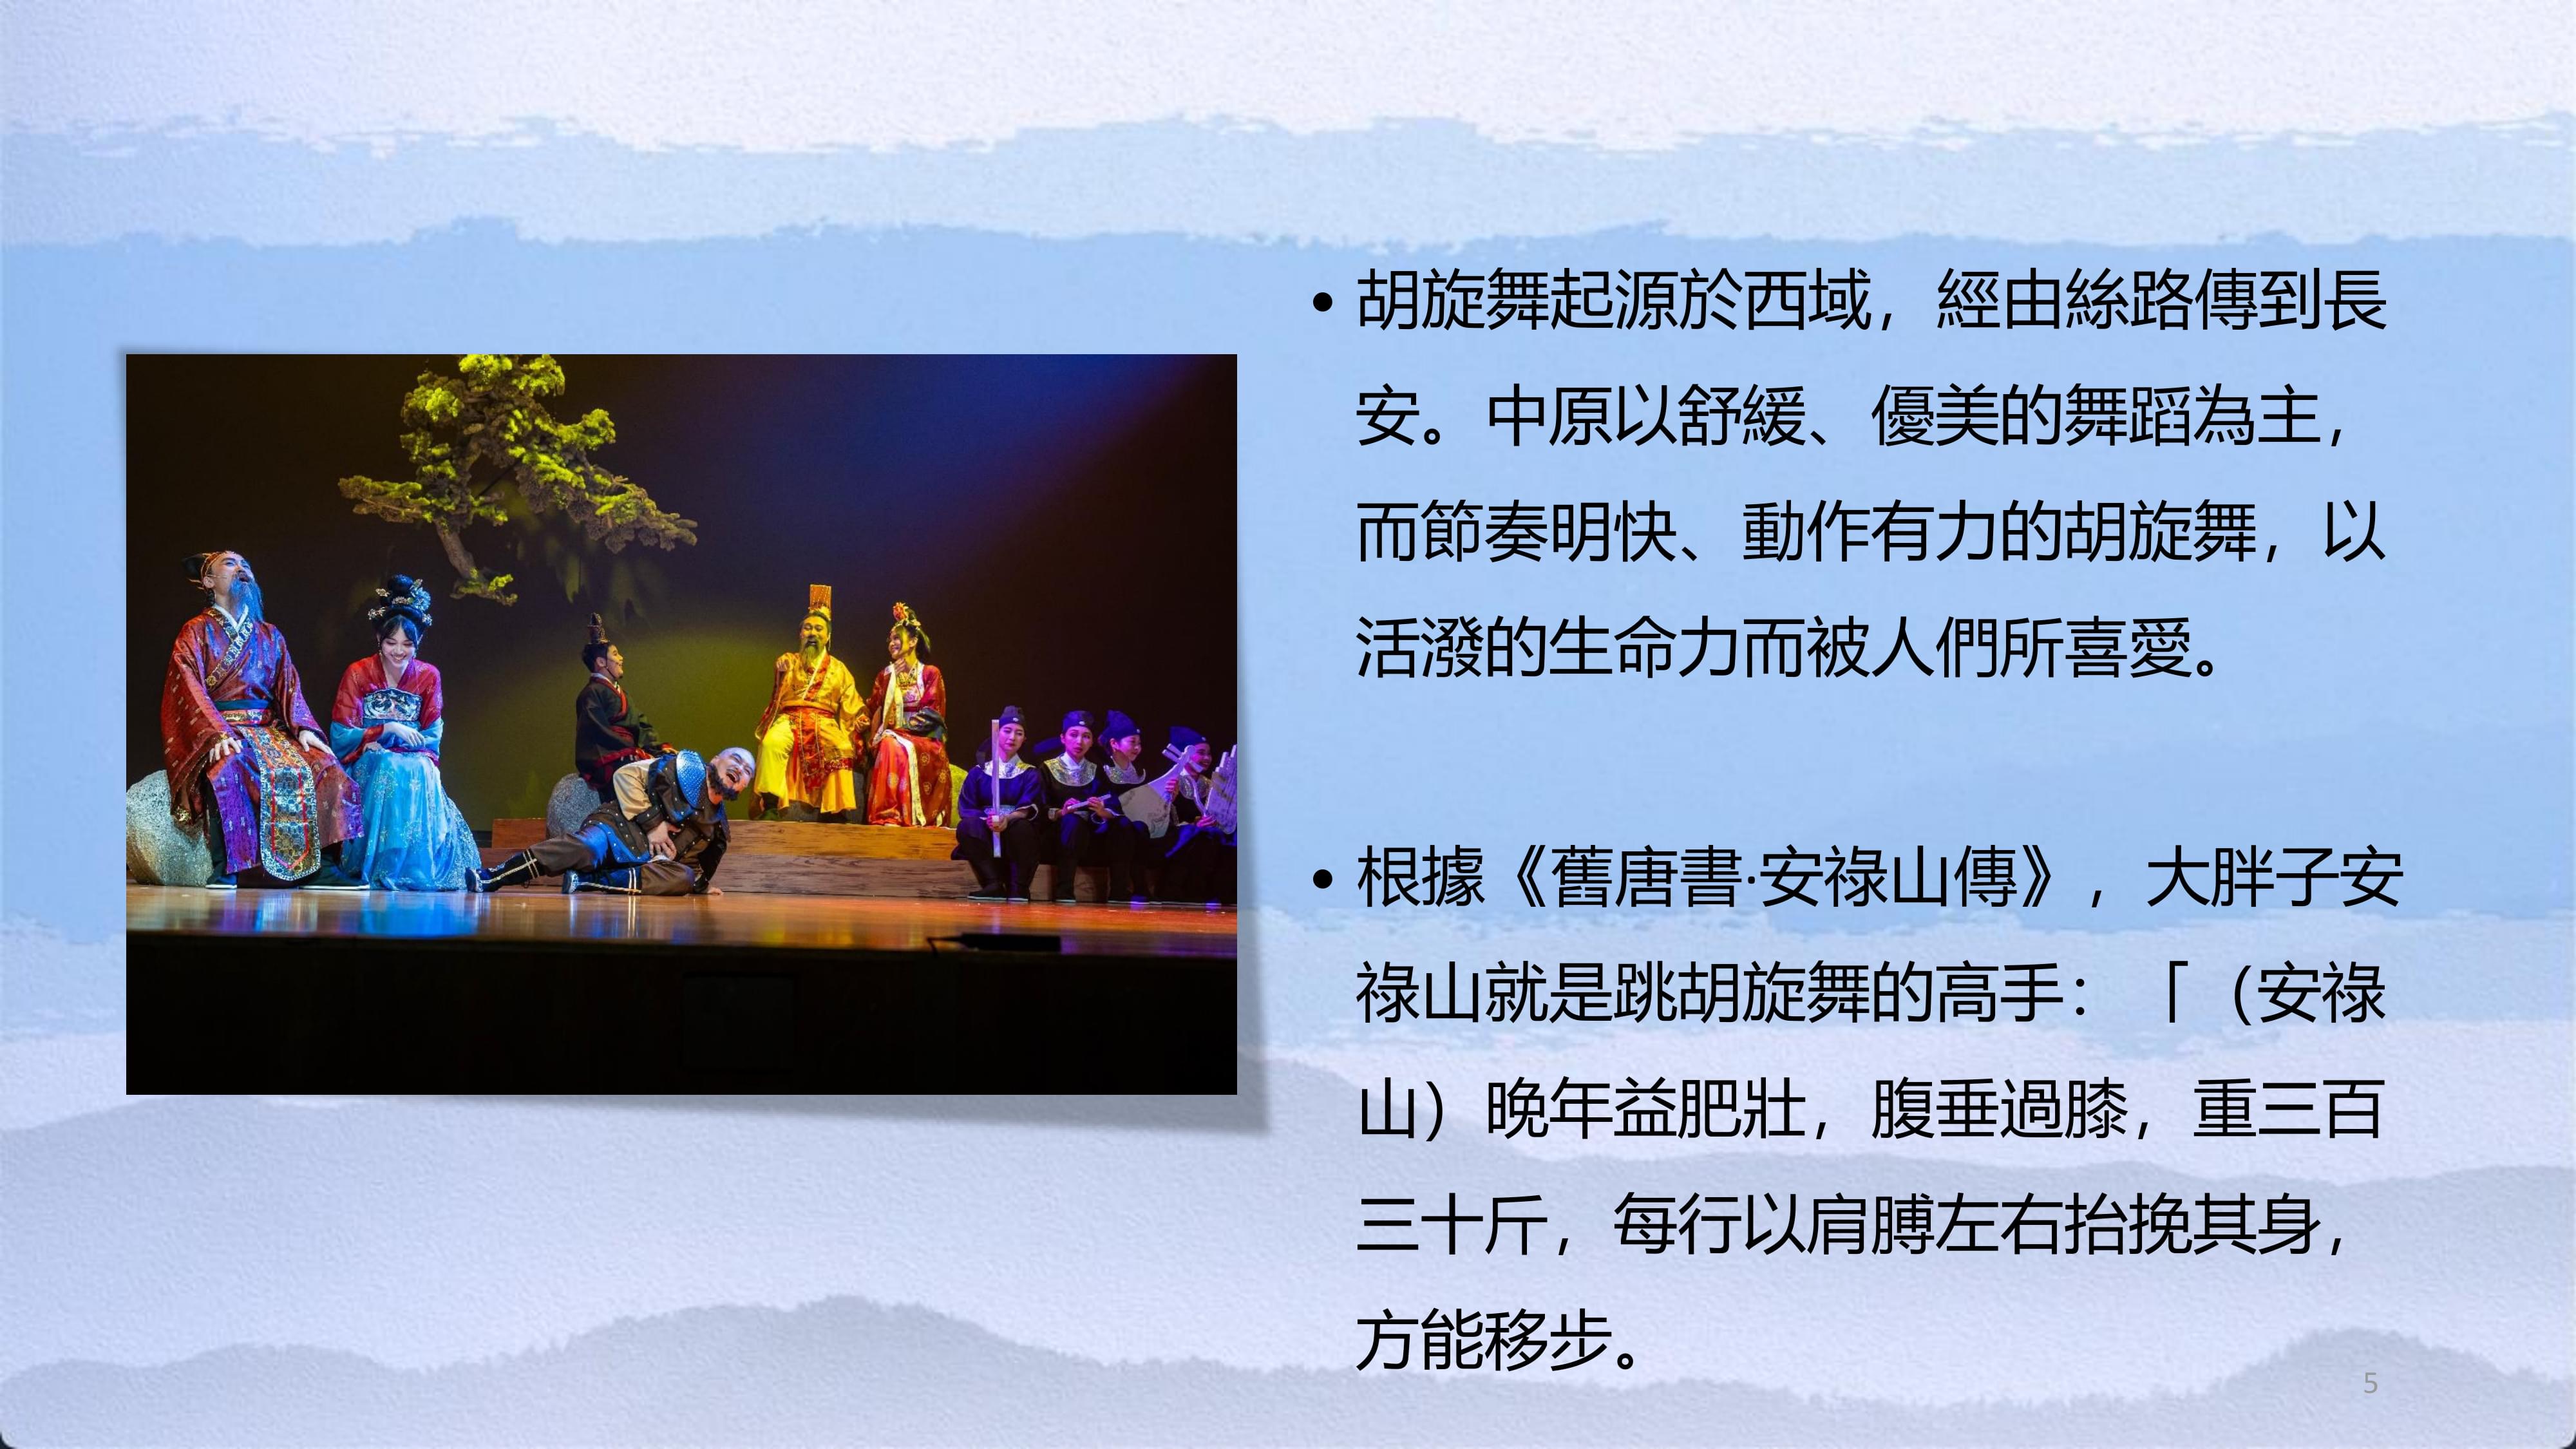 • 胡旋舞起源於西域，經由絲路傳到長
安。中原以舒緩、優美的舞蹈為主，
而節奏明快、動作有力的胡旋舞，以
活潑的生命力而被人們所喜愛。
• 根據《舊唐書·安祿山傳》，大胖子安
祿山就是跳胡旋舞的高手：「（安祿
山）晚年益肥壯，腹垂過膝，重三百
三十斤，每行以肩膊左右抬挽其身，
方能移步。
5